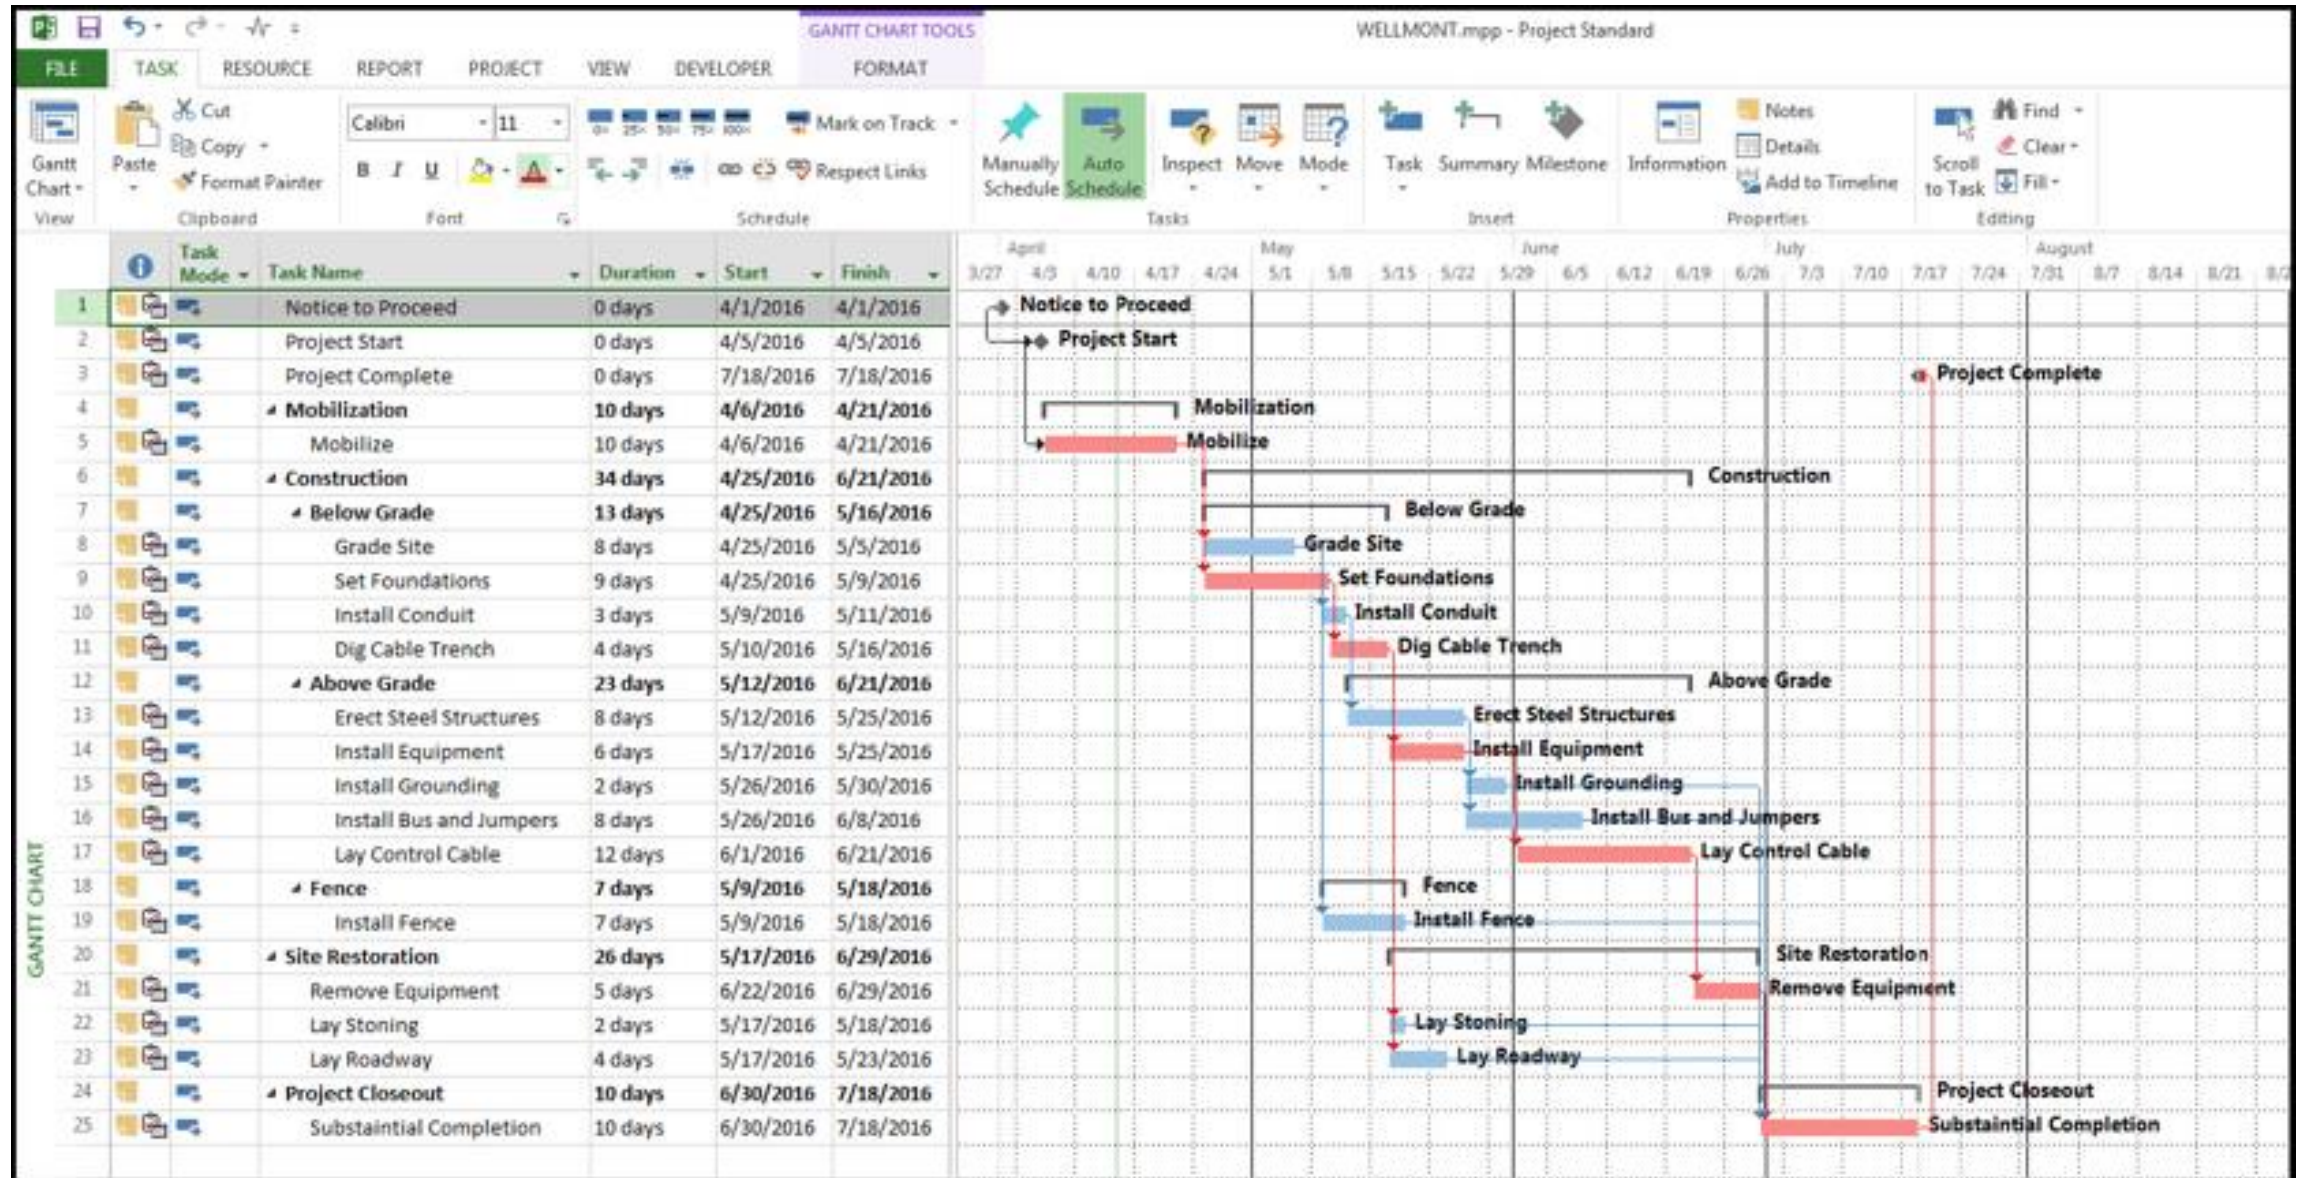 GANTT CHART TOOLS
WELLMONT.mpp - Project Standard
FILE TASK RESOURCE REPORT PROJECT VIEW DEVELOPER FORMAT
Cut
Copy
Format Painter
Paste
Gantt Chart
Calibri 11
B I U
0% 25% 50% 75% 100%
Mark on Track
Respect Links
Manually Schedule
Auto Schedule
Inspect Move Mode
Task Summary Milestone
Information
Notes
Details
Add to Timeline
Scroll to Task
Find
Clear
Fill
View Clipboard Font Schedule Tasks Insert Properties Editing
Task Mode Task Name Duration Start Finish
April May June July August
3/27 4/3 4/10 4/17 4/24 5/1 5/8 5/15 5/22 5/29 6/5 6/12 6/19 6/26 7/3 7/10 7/17 7/24 7/31 8/7 8/14 8/21
1 Notice to Proceed 0 days 4/1/2016 4/1/2016 Notice to Proceed
2 Project Start 0 days 4/5/2016 4/5/2016 Project Start
3 Project Complete 0 days 7/18/2016 7/18/2016 Project Complete
4 Mobilization 10 days 4/6/2016 4/21/2016 Mobilization
5 Mobilize 10 days 4/6/2016 4/21/2016 Mobilize
6 Construction 34 days 4/25/2016 6/21/2016 Construction
7 Below Grade 13 days 4/25/2016 5/16/2016 Below Grade
8 Grade Site 8 days 4/25/2016 5/5/2016 Grade Site
9 Set Foundations 9 days 4/25/2016 5/9/2016 Set Foundations
10 Install Conduit 3 days 5/9/2016 5/11/2016 Install Conduit
11 Dig Cable Trench 4 days 5/10/2016 5/16/2016 Dig Cable Trench
12 Above Grade 23 days 5/12/2016 6/21/2016 Above Grade
13 Erect Steel Structures 8 days 5/12/2016 5/25/2016 Erect Steel Structures
14 Install Equipment 6 days 5/17/2016 5/25/2016 Install Equipment
15 Install Grounding 2 days 5/26/2016 5/30/2016 Install Grounding
16 Install Bus and Jumpers 8 days 5/26/2016 6/8/2016 Install Bus and Jumpers
17 Lay Control Cable 12 days 6/1/2016 6/21/2016 Lay Control Cable
18 Fence 7 days 5/9/2016 5/18/2016 Fence
19 Install Fence 7 days 5/9/2016 5/18/2016 Install Fence
20 Site Restoration 26 days 5/17/2016 6/29/2016 Site Restoration
21 Remove Equipment 5 days 6/22/2016 6/29/2016 Remove Equipment
22 Lay Stoning 2 days 5/17/2016 5/18/2016 Lay Stoning
23 Lay Roadway 4 days 5/17/2016 5/23/2016 Lay Roadway
24 Project Closeout 10 days 6/30/2016 7/18/2016 Project Closeout
25 Substaintial Completion 10 days 6/30/2016 7/18/2016 Substaintial Completion
GANTT CHART